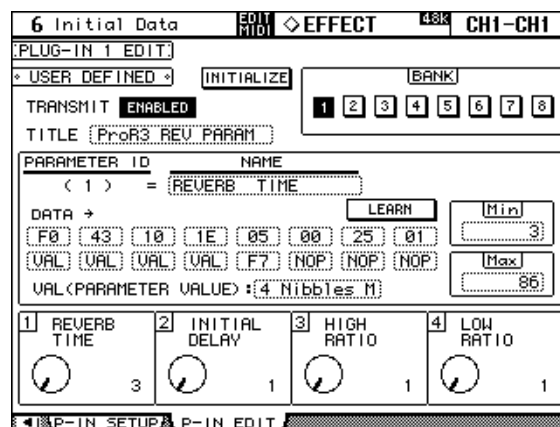 6 Initial Data EDIT MIDI ◇EFFECT 48K CH1-CH1
PLUG-IN 1 EDIT
USER DEFINED INITIALIZE BANK
TRANSMIT ENABLED 1 2 3 4 5 6 7 8
TITLE ProR3 REV PARAM
PARAMETER ID NAME
( 1 ) = REVERB TIME
DATA → LEARN Min
F0 43 10 1E 05 00 25 01 3
VAL VAL VAL VAL F7 NOP NOP NOP Max
VAL(PARAMETER VALUE): 4 Nibbles M 86
1 REVERB TIME 2 INITIAL DELAY 3 HIGH RATIO 4 LOW RATIO
3 1 1 1
P-IN SETUP P-IN EDIT